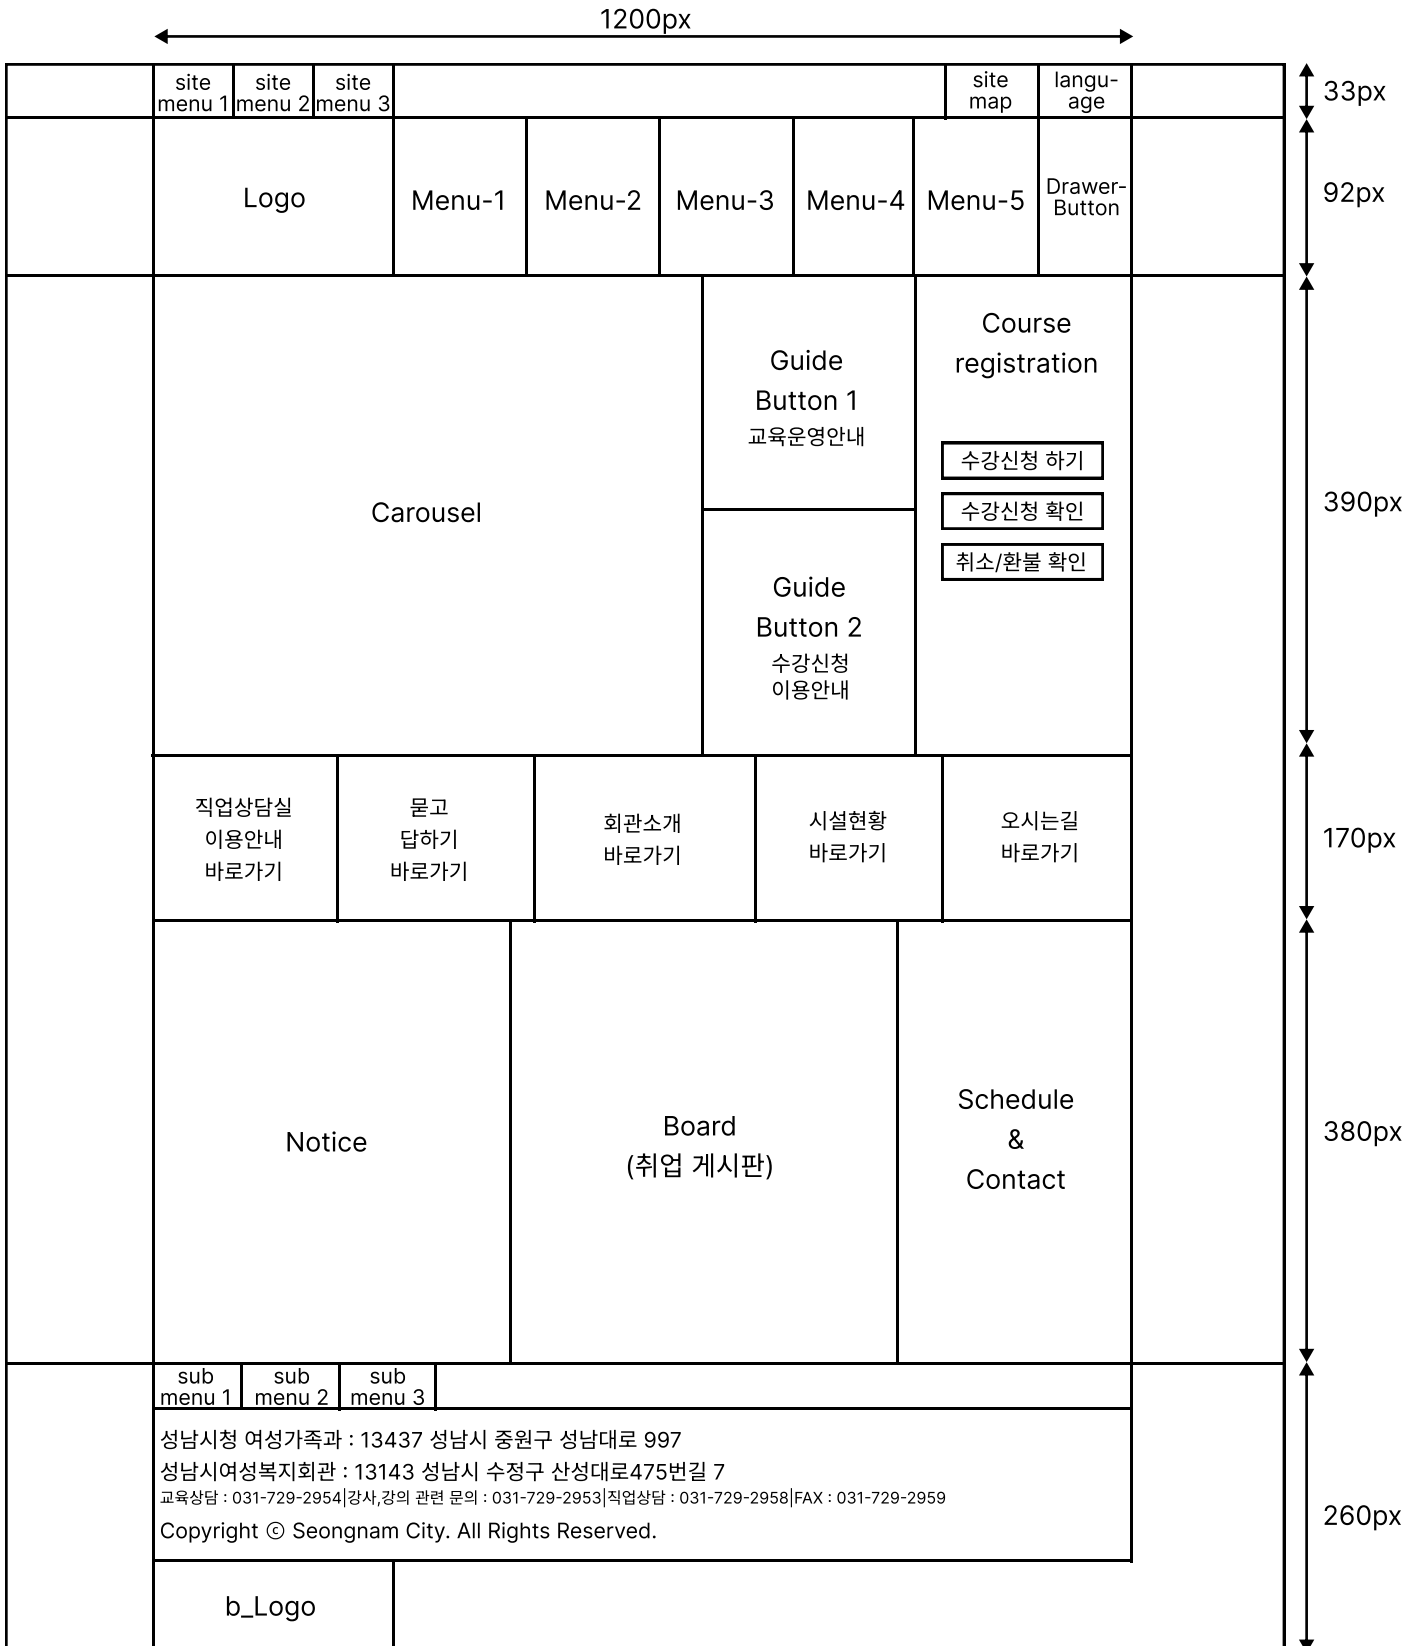 1200px
site
menu 1
site
menu 2
site
menu 3
site
map
langu-
age
33px
Logo
Menu-1
Menu-2
Menu-3
Menu-4
Menu-5
Drawer-
Button
92px
Carousel
Guide
Button 1
교육운영안내
Guide
Button 2
수강신청
이용안내
Course
registration
수강신청 하기
수강신청 확인
취소/환불 확인
390px
직업상담실
이용안내
바로가기
묻고
답하기
바로가기
회관소개
바로가기
시설현황
바로가기
오시는길
바로가기
170px
Notice
Board
(취업 게시판)
Schedule
&
Contact
380px
sub
menu 1
sub
menu 2
sub
menu 3
성남시청 여성가족과 : 13437 성남시 중원구 성남대로 997
성남시여성복지회관 : 13143 성남시 수정구 산성대로475번길 7
교육상담 : 031-729-2954|강사,강의 관련 문의 : 031-729-2953|직업상담 : 031-729-2958|FAX : 031-729-2959
Copyright ⓒ Seongnam City. All Rights Reserved.
260px
b_Logo